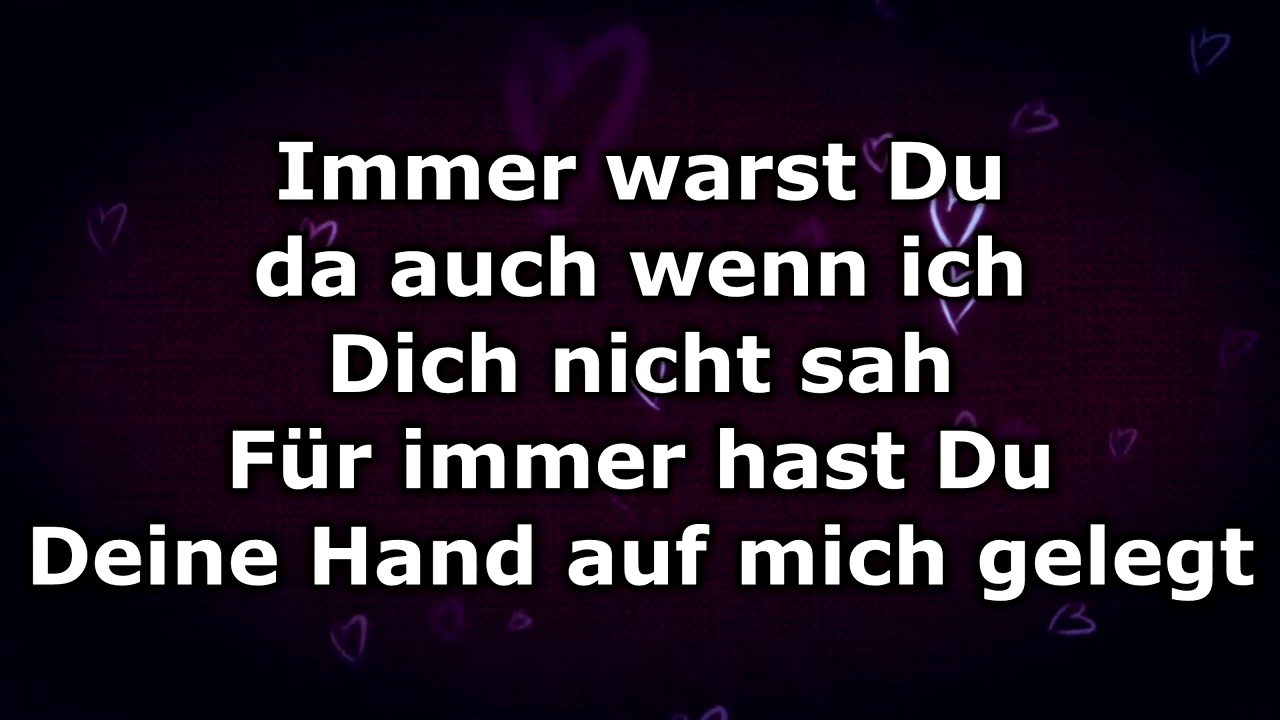 Immer warst Du
da auch wenn ich
Dich nicht sah
Für immer hast Du
Deine Hand auf mich gelegt